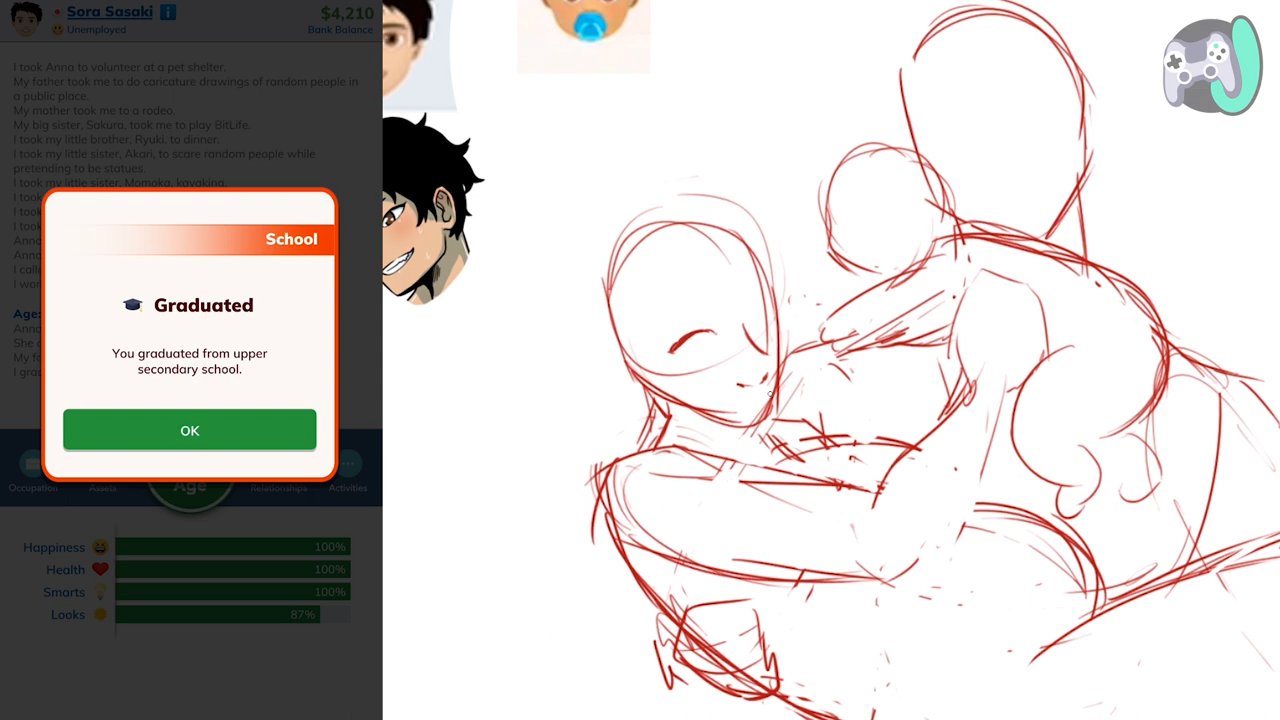 Sora Sasaki
$4,210
Unemployed
Bank Balance
I took Anna to volunteer at a pet shelter.
My father took me to do caricature drawings of random people in
a public place.
My mother took me to a rodeo.
My big sister, Sakura, took me to play BitLife.
I took my little brother, Ryuki, to dinner.
I took my little sister, Akari, to scare random people while
pretending to be statues.
I took my little sister, Momoka, kayaking.
School
Graduated
You graduated from upper
secondary school.
OK
Occupation
Assets
Age
Relationships
Activities
Happiness
100%
Health
100%
Smarts
100%
Looks
87%